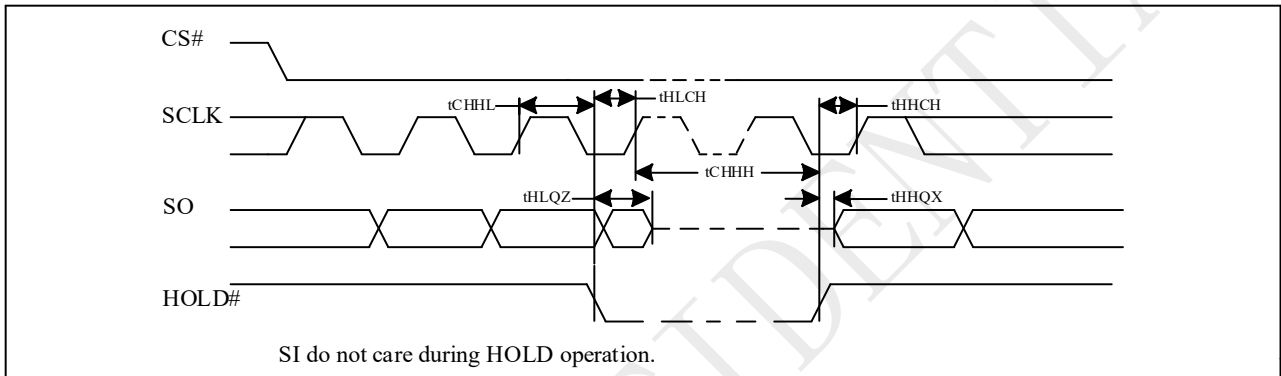 CS#
tCHHL
tHLCH
tHHCH
SCLK
tCHHH
tHLQZ
tHHQX
SO
HOLD#
SI do not care during HOLD operation.